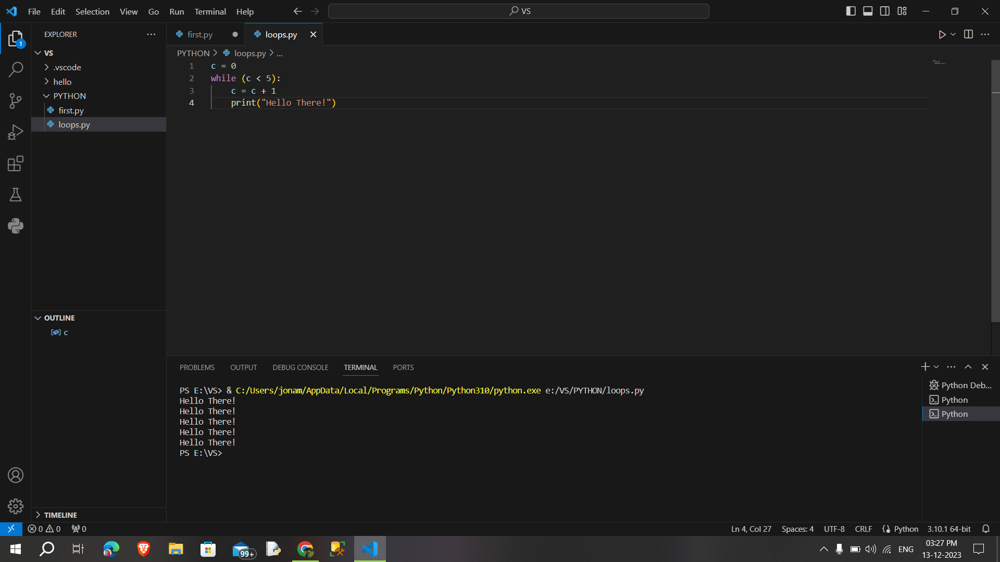 File Edit Selection View Go Run Terminal Help
VS
EXPLORER
1
VS
.vscode
hello
PYTHON
first.py
loops.py
OUTLINE
c
TIMELINE
first.py
loops.py
PYTHON > loops.py > ...
1 c = 0
2 while (c < 5):
3 c = c + 1
4 print("Hello There!")
PROBLEMS OUTPUT DEBUG CONSOLE TERMINAL PORTS
PS E:\VS> & C:/Users/jonam/AppData/Local/Programs/Python/Python310/python.exe e:/VS/PYTHON/loops.py
Hello There!
Hello There!
Hello There!
Hello There!
Hello There!
PS E:\VS>
Python Deb...
Python
Python
0 0 0
Ln 4, Col 27 Spaces: 4 UTF-8 CRLF Python 3.10.1 64-bit
99+
ENG
03:27 PM
13-12-2023